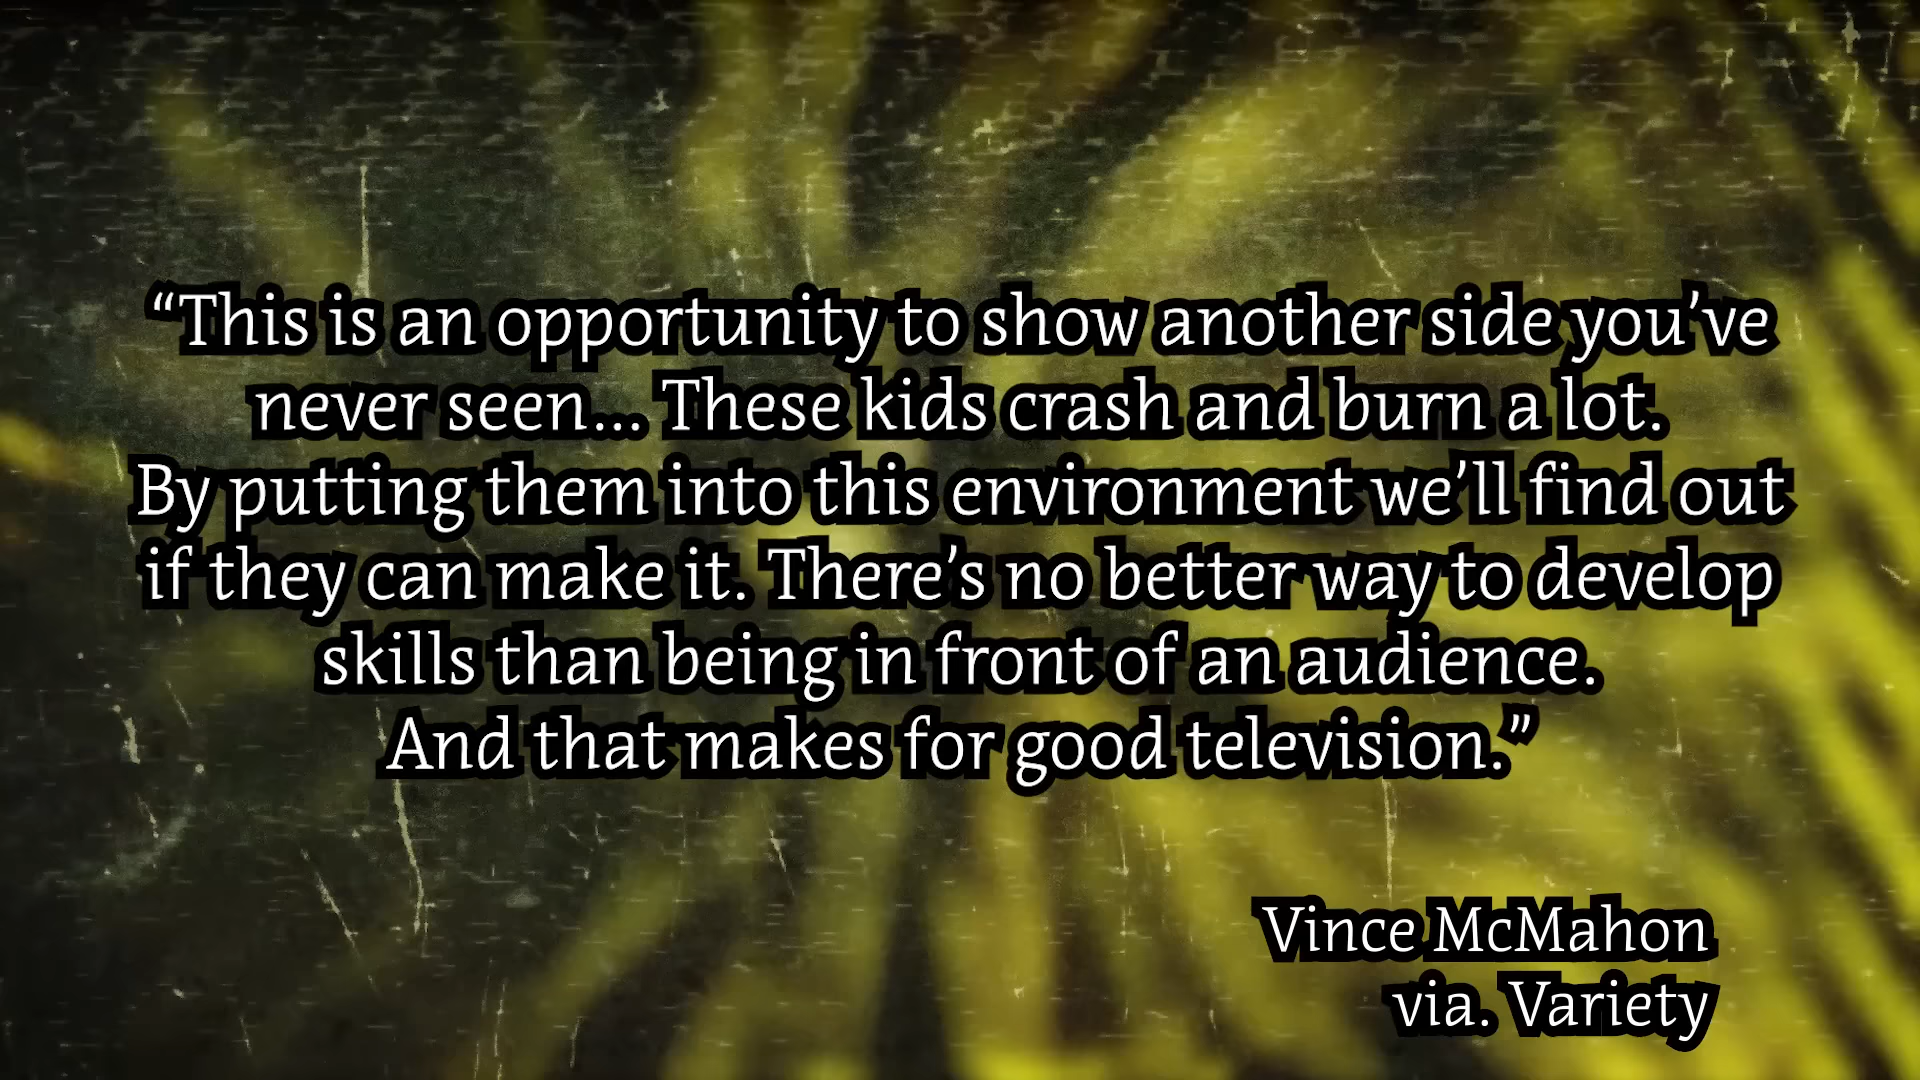 “This is an opportunity to show another side you’ve
never seen... These kids crash and burn a lot.
By putting them into this environment we’ll find out
if they can make it. There’s no better way to develop
skills than being in front of an audience.
And that makes for good television.”
Vince McMahon
via. Variety